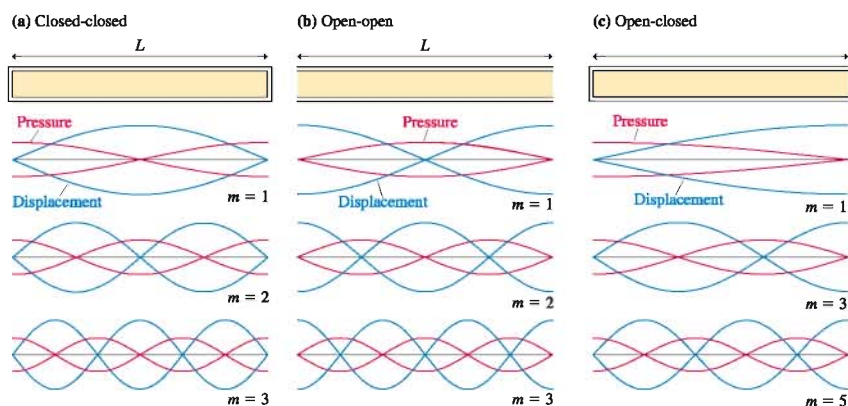 (a) Closed-closed
L
Pressure
Displacement
m = 1
m = 2
m = 3
(b) Open-open
L
Pressure
Displacement
m = 1
m = 2
m = 3
(c) Open-closed
L
Pressure
Displacement
m = 1
m = 3
m = 5